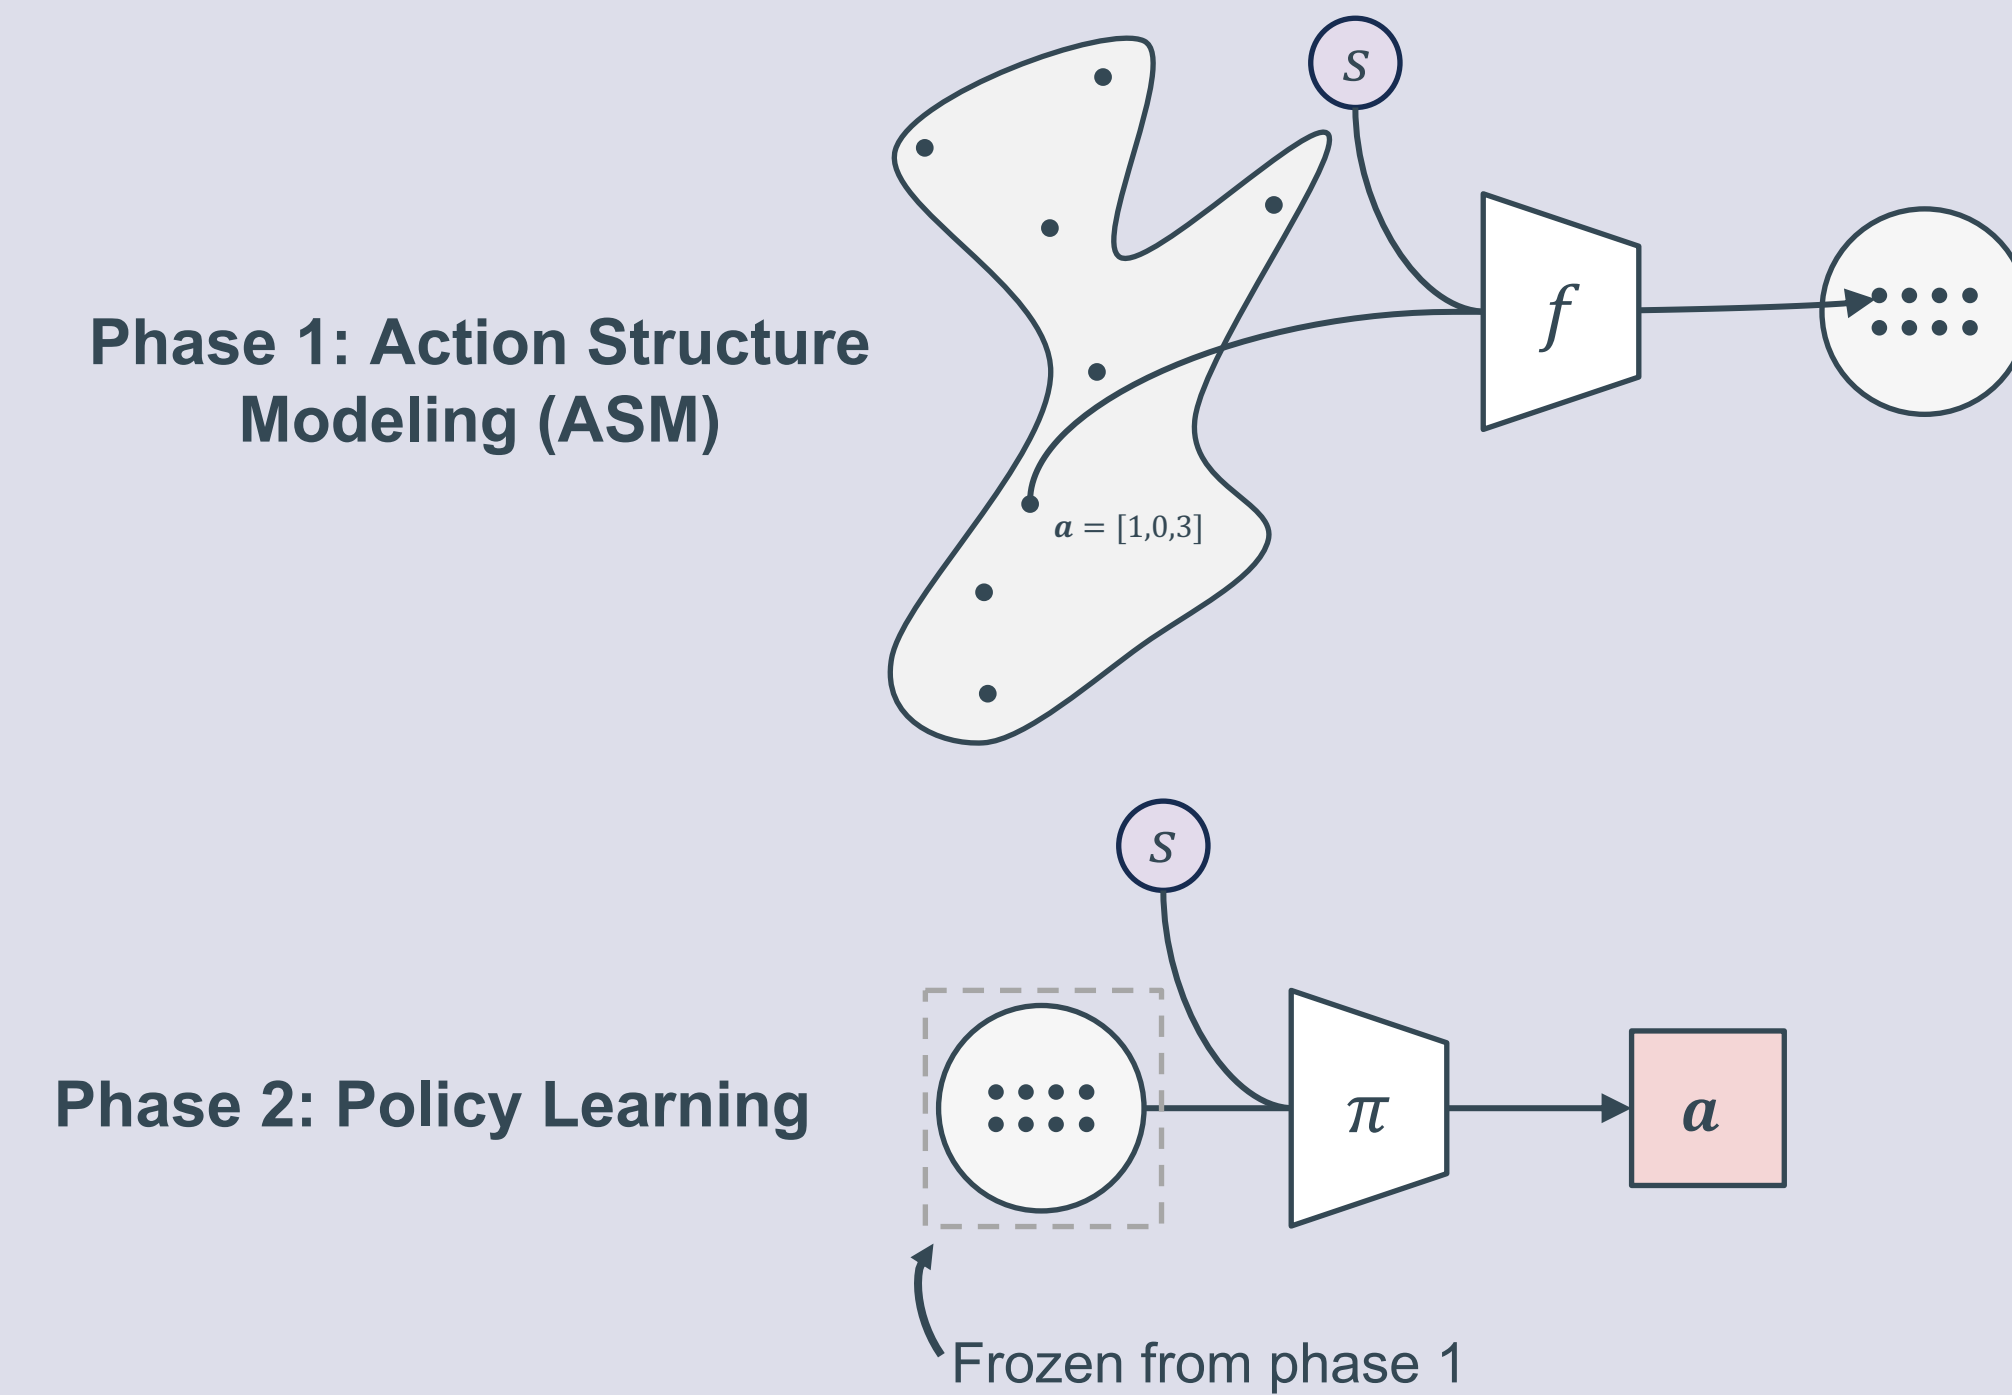 s
f
Phase 1: Action Structure
Modeling (ASM)
a = [1,0,3]
s
Phase 2: Policy Learning
π
a
Frozen from phase 1